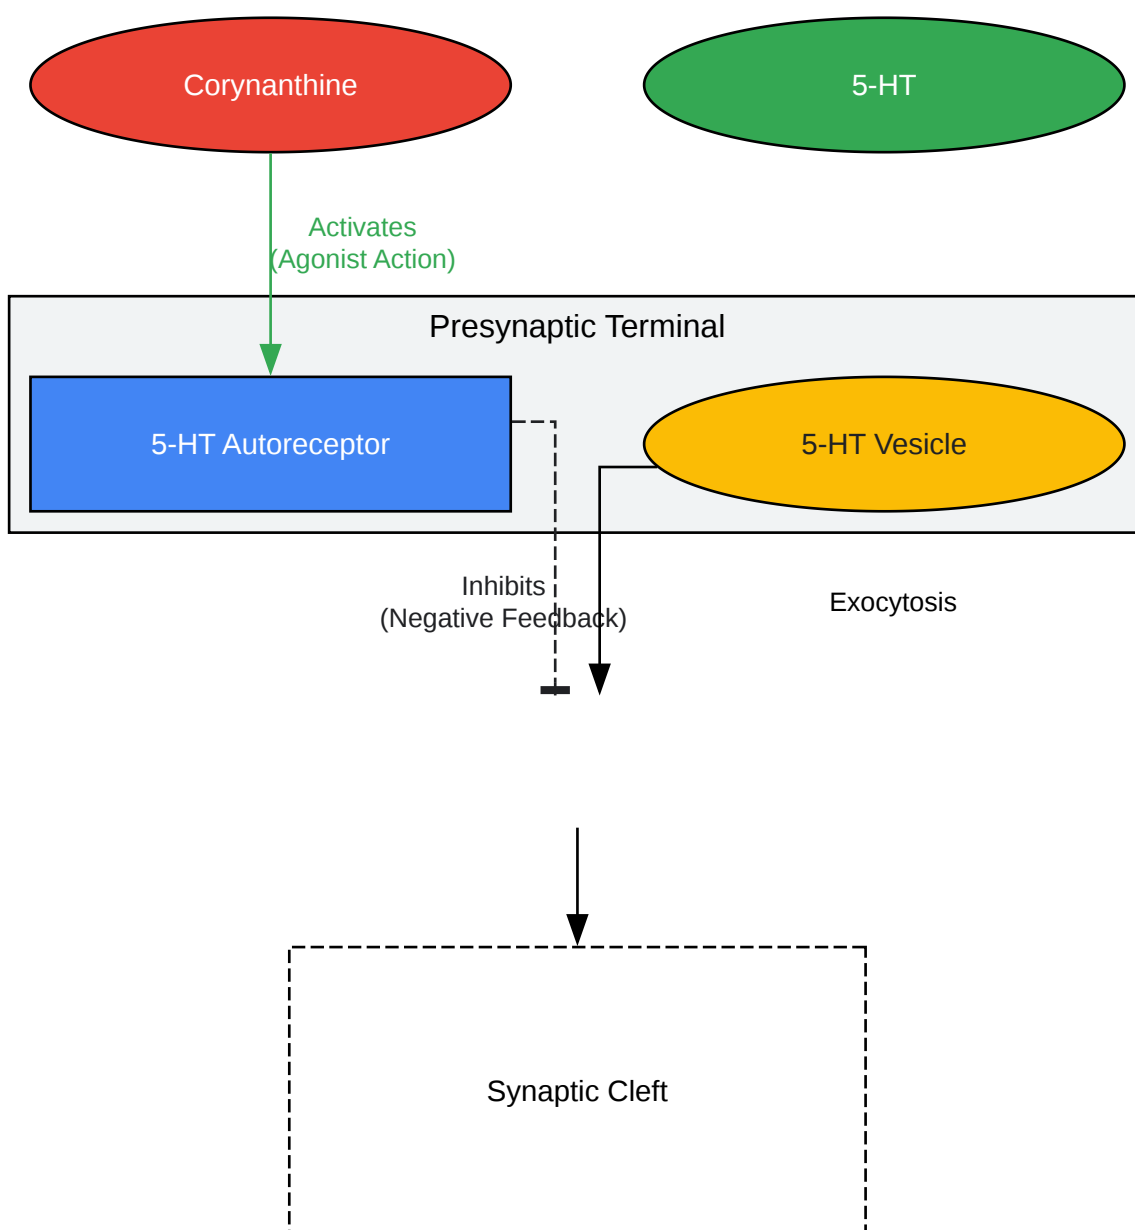 Corynanthine
5-HT
Activates
(Agonist Action)
Presynaptic Terminal
5-HT Autoreceptor
5-HT Vesicle
Inhibits
(Negative Feedback)
Exocytosis
Synaptic Cleft